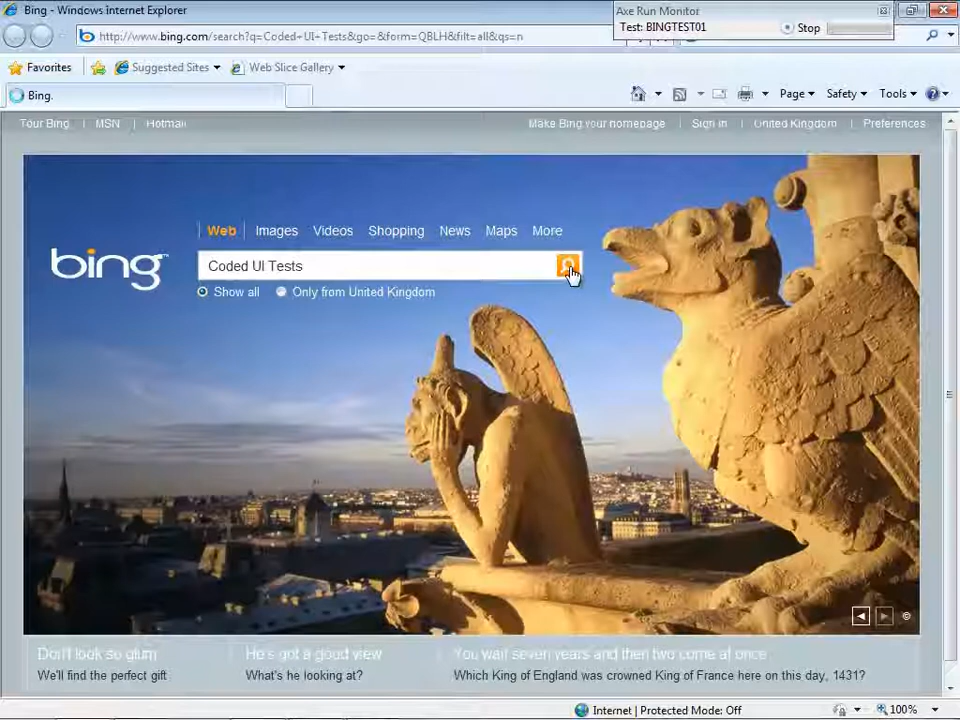 Bing - Windows Internet Explorer
Axe Run Monitor
Test: BINGTEST01 Stop
http://www.bing.com/search?q=Coded+UI+Tests&go=&form=QBLH&filt=all&qs=n
Favorites Suggested Sites Web Slice Gallery
Bing. Page Safety Tools
Tour Bing | MSN | Hotmail Make Bing your homepage | Sign in | United Kingdom | Preferences
Web Images Videos Shopping News Maps More
bing
Coded UI Tests
Show all Only from United Kingdom
©
Don't look so glum He's got a good view You wait seven years and then two come at once
We'll find the perfect gift What's he looking at? Which King of England was crowned King of France here on this day, 1431?
Internet | Protected Mode: Off 100%